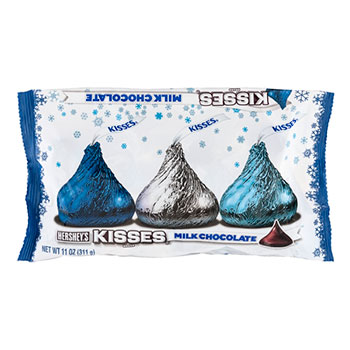 MILK CHOCOLATE
KISSES
KISSES.
KISSES.
KISSES.
HERSHEY'S
KISSES
MILK CHOCOLATE
NET WT 11 OZ (311 g)